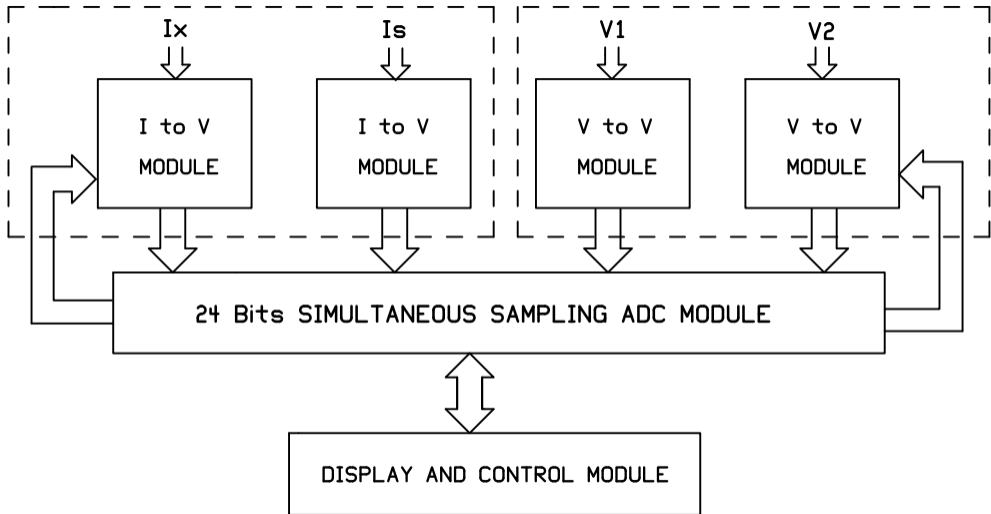 Ix
Is
V1
V2
I to V
MODULE
I to V
MODULE
V to V
MODULE
V to V
MODULE
24 Bits SIMULTANEOUS SAMPLING ADC MODULE
DISPLAY AND CONTROL MODULE